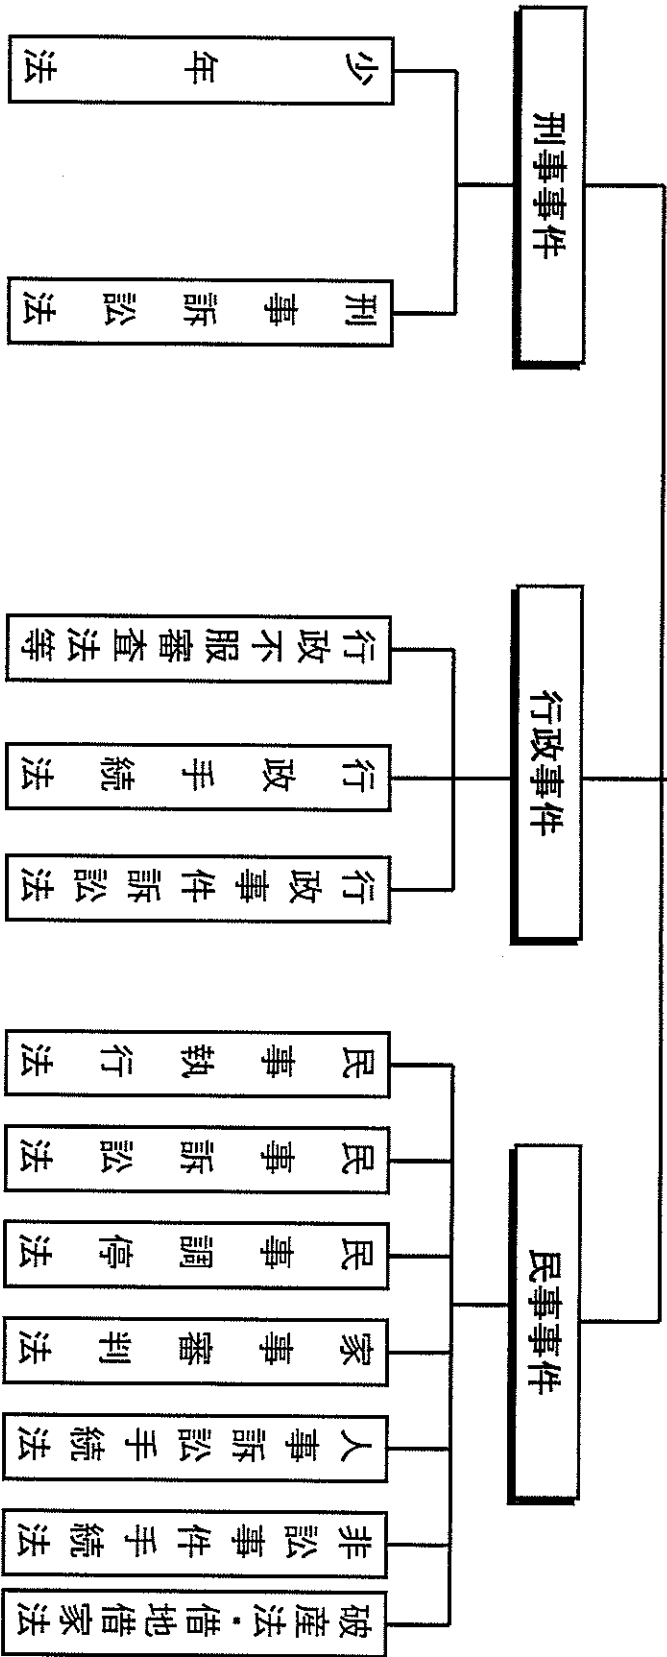 刑事事件
少年法
刑事訴訟法
行政事件
行政不服審査法等
行政手続法
行政事件訴訟法
民事事件
民事執行法
民事訴訟法
民事調停法
家事審判法
人事訴訟手続法
非訟事件手続法
破産法・借地借家法